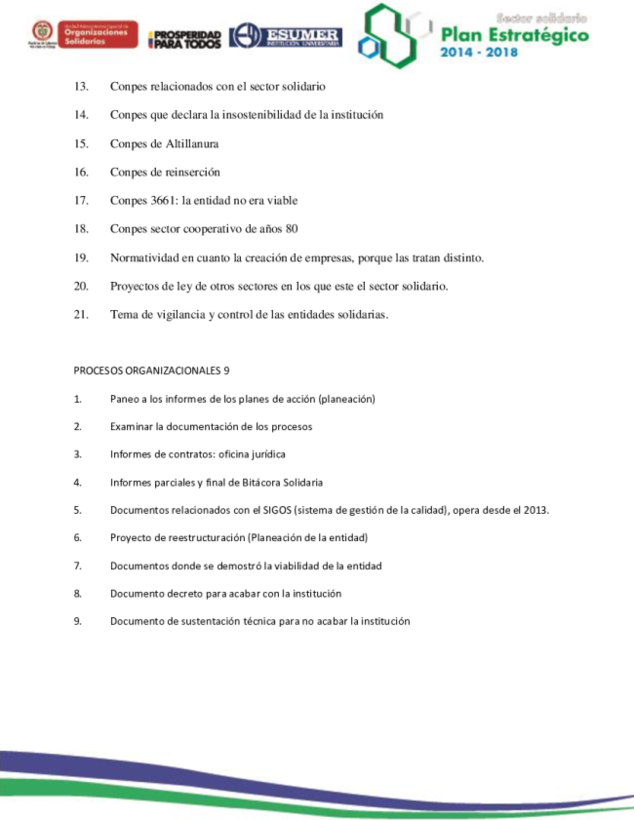 Unidad Administrativa Especial de
Organizaciones
Solidarias
PROSPERIDAD
PARA TODOS
ESUMER
INSTITUCIÓN UNIVERSITARIA
Sector solidario
Plan Estratégico
2014 - 2018
13. Conpes relacionados con el sector solidario
14. Conpes que declara la insostenibilidad de la institución
15. Conpes de Altillanura
16. Conpes de reinserción
17. Conpes 3661: la entidad no era viable
18. Conpes sector cooperativo de años 80
19. Normatividad en cuanto la creación de empresas, porque las tratan distinto.
20. Proyectos de ley de otros sectores en los que este el sector solidario.
21. Tema de vigilancia y control de las entidades solidarias.
PROCESOS ORGANIZACIONALES 9
1. Paneo a los informes de los planes de acción (planeación)
2. Examinar la documentación de los procesos
3. Informes de contratos: oficina jurídica
4. Informes parciales y final de Bitácora Solidaria
5. Documentos relacionados con el SIGOS (sistema de gestión de la calidad), opera desde el 2013.
6. Proyecto de reestructuración (Planeación de la entidad)
7. Documentos donde se demostró la viabilidad de la entidad
8. Documento decreto para acabar con la institución
9. Documento de sustentación técnica para no acabar la institución